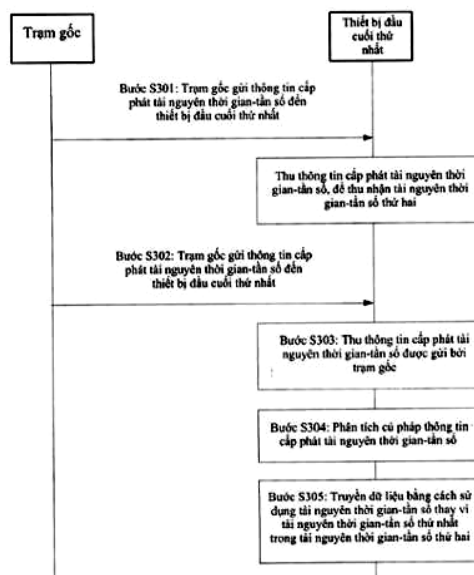 Trạm gốc
Thiết bị đầu
cuối thứ
nhất
Bước S301: Trạm gốc gửi thông tin cấp
phát tài nguyên thời gian-tần số đến
thiết bị đầu cuối thứ nhất
Thu thông tin cấp phát tài nguyên thời
gian-tần số, để thu nhận tài nguyên thời
gian-tần số thứ hai
Bước S302: Trạm gốc gửi thông tin cấp
phát tài nguyên thời gian-tần số đến
thiết bị đầu cuối thứ nhất
Bước S303: Thu thông tin cấp phát tài
nguyên thời gian-tần số được gửi bởi
trạm gốc
Bước S304: Phân tích cú pháp thông tin
cấp phát tài nguyên thời gian-tần số
Bước S305: Truyền dữ liệu bằng cách sử
dụng tài nguyên thời gian-tần số thay vì
tài nguyên thời gian-tần số thứ nhất
trong tài nguyên thời gian-tần số thứ hai